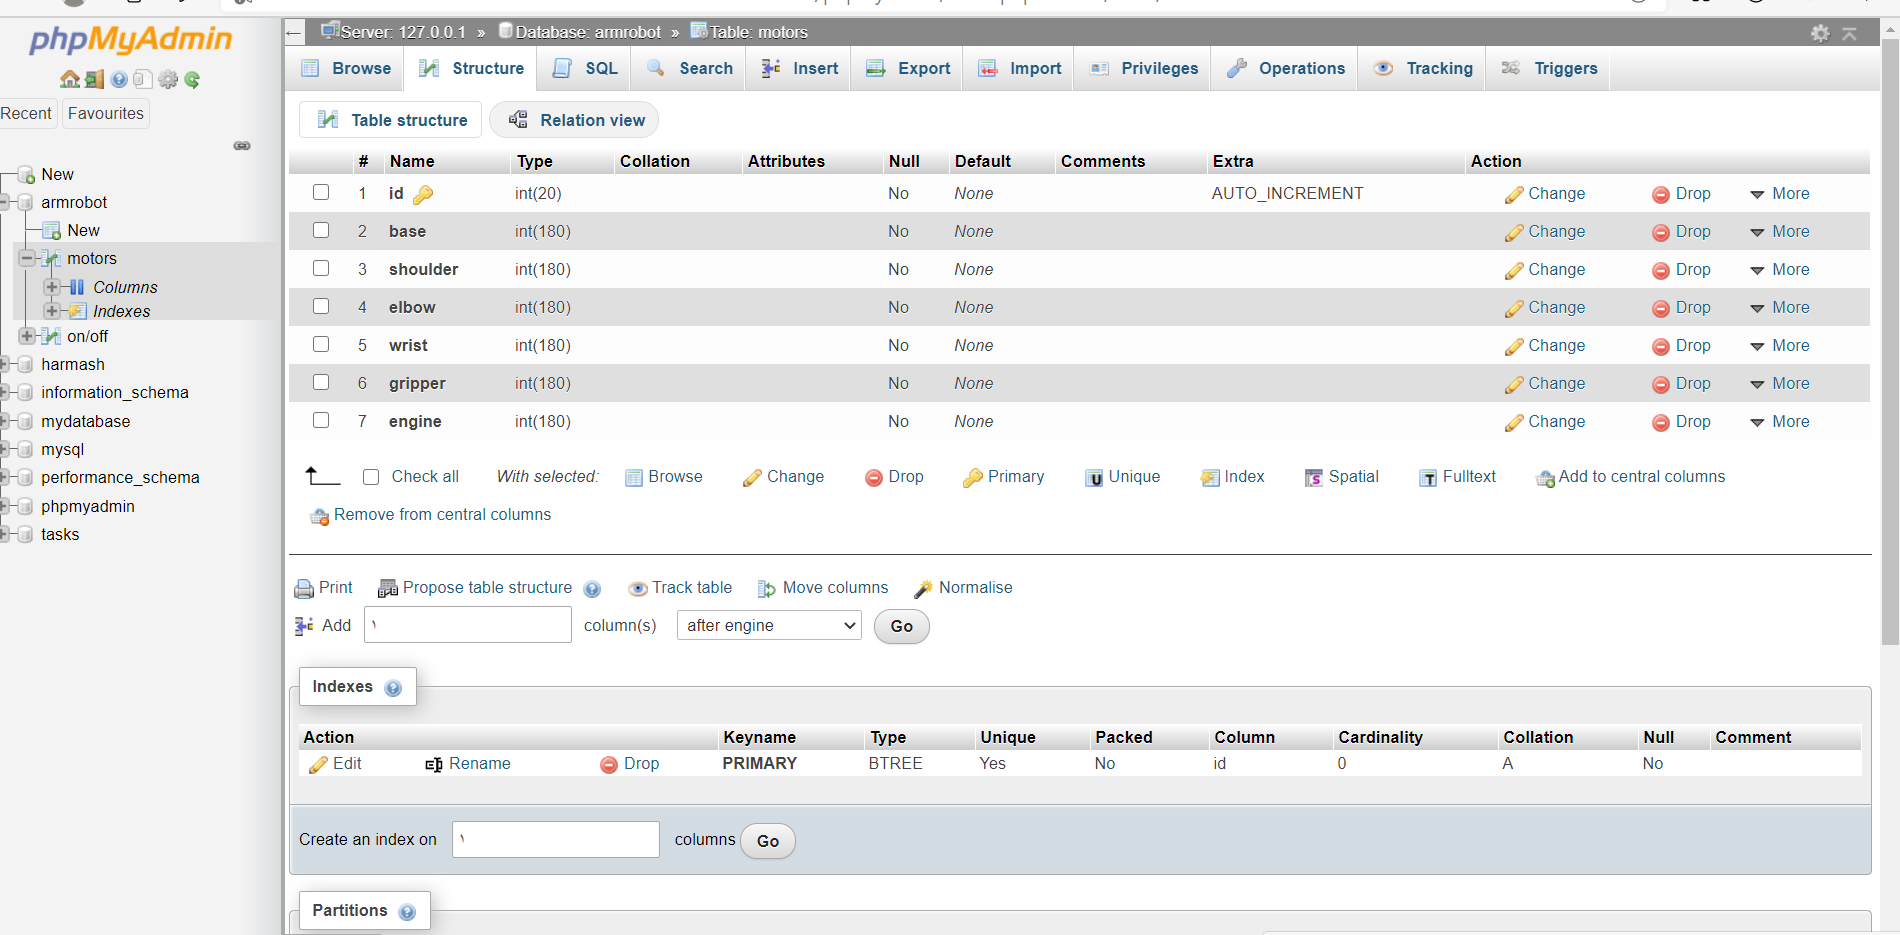 phpMyAdmin
Recent Favourites
New
armrobot
New
motors
Columns
Indexes
on/off
harmash
information_schema
mydatabase
mysql
performance_schema
phpmyadmin
tasks
Server: 127.0.0.1 » Database: armrobot » Table: motors
Browse Structure SQL Search Insert Export Import Privileges Operations Tracking Triggers
Table structure Relation view
# Name Type Collation Attributes Null Default Comments Extra Action
1 id int(20) No None AUTO_INCREMENT Change Drop More
2 base int(180) No None Change Drop More
3 shoulder int(180) No None Change Drop More
4 elbow int(180) No None Change Drop More
5 wrist int(180) No None Change Drop More
6 gripper int(180) No None Change Drop More
7 engine int(180) No None Change Drop More
Check all With selected: Browse Change Drop Primary Unique Index Spatial Fulltext Add to central columns
Remove from central columns
Print Propose table structure Track table Move columns Normalise
Add ١ column(s) after engine Go
Indexes
Action Keyname Type Unique Packed Column Cardinality Collation Null Comment
Edit Rename Drop PRIMARY BTREE Yes No id 0 A No
Create an index on ١ columns Go
Partitions